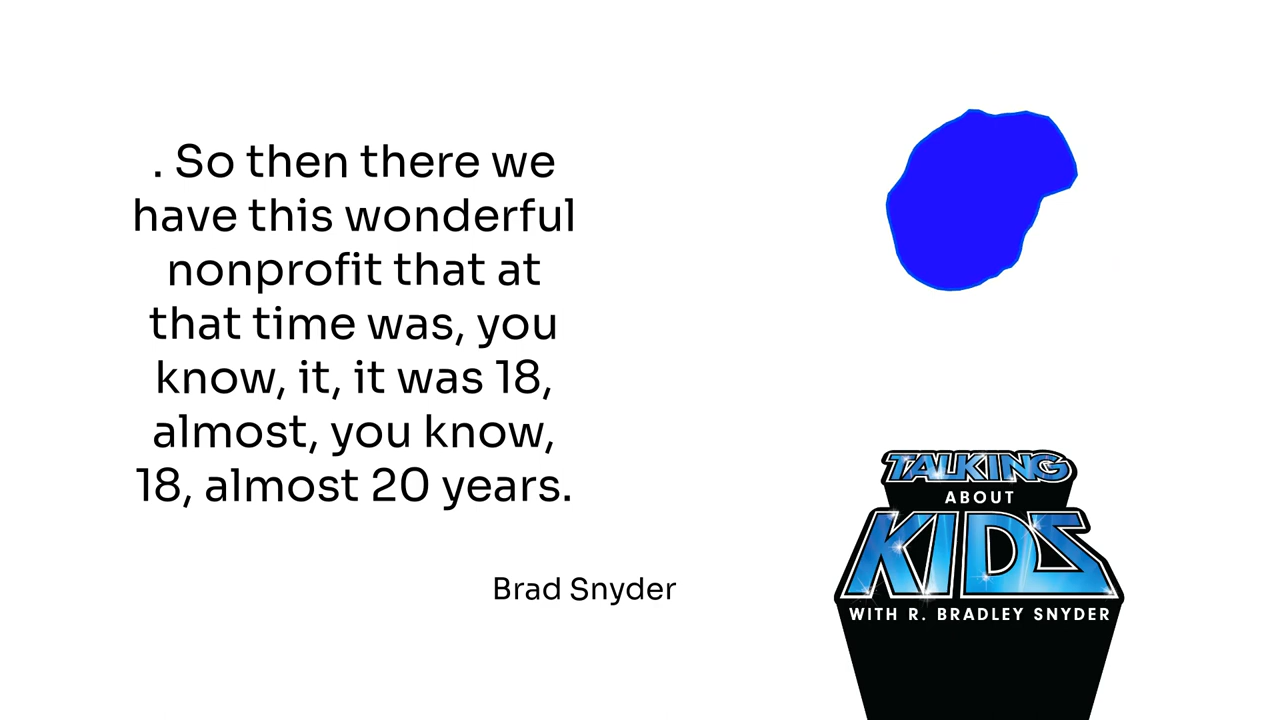 . So then there we
have this wonderful
nonprofit that at
that time was, you
know, it, it was 18,
almost, you know,
18, almost 20 years.
Brad Snyder
TALKING
ABOUT
KIDS
WITH R. BRADLEY SNYDER